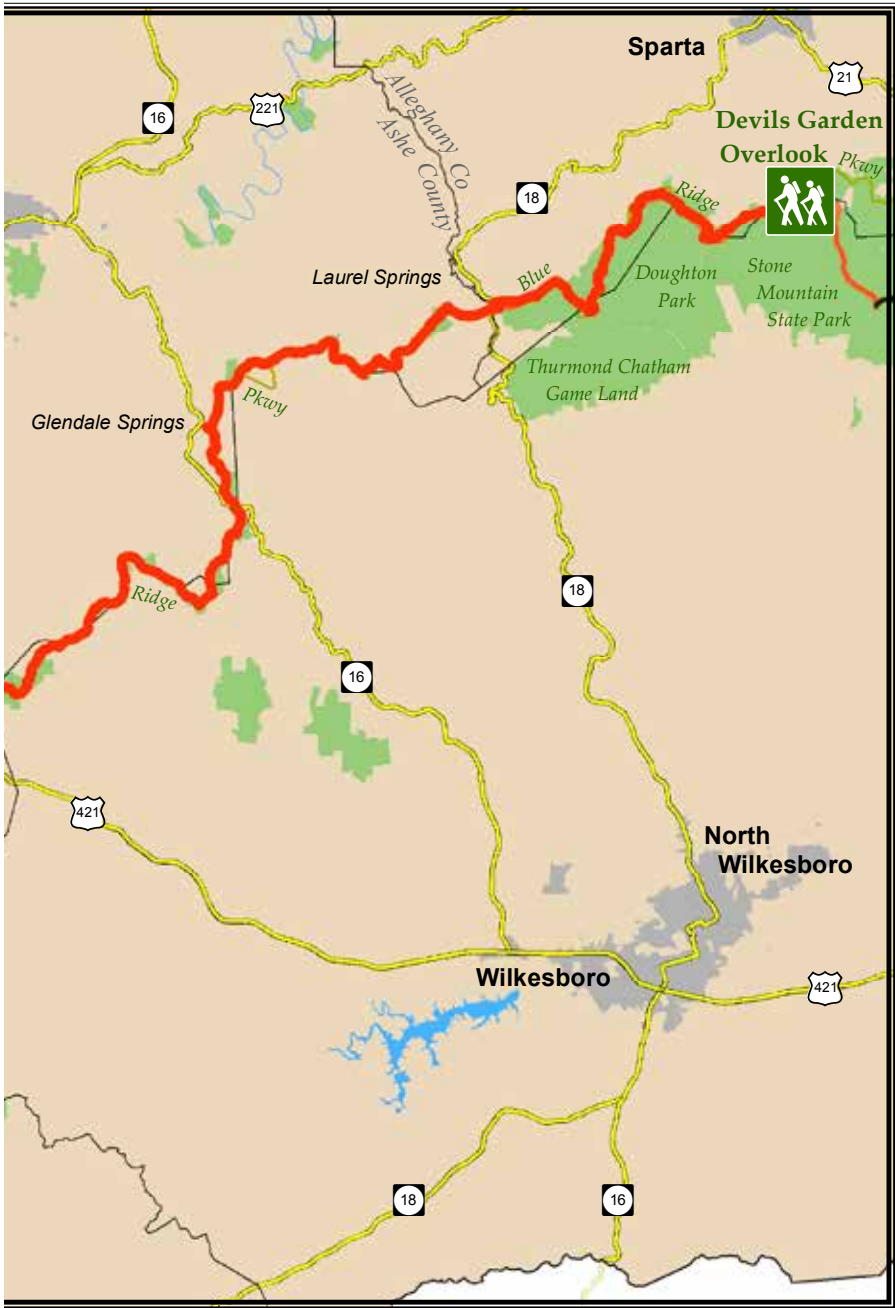 Sparta
21
16
221
Alleghany Co
Ashe County
Devils Garden
Overlook
Pkwy
18
Ridge
Laurel Springs
Blue
Doughton
Park
Stone
Mountain
State Park
Thurmond Chatham
Game Land
Pkwy
Glendale Springs
Ridge
18
16
421
North
Wilkesboro
Wilkesboro
421
18
16